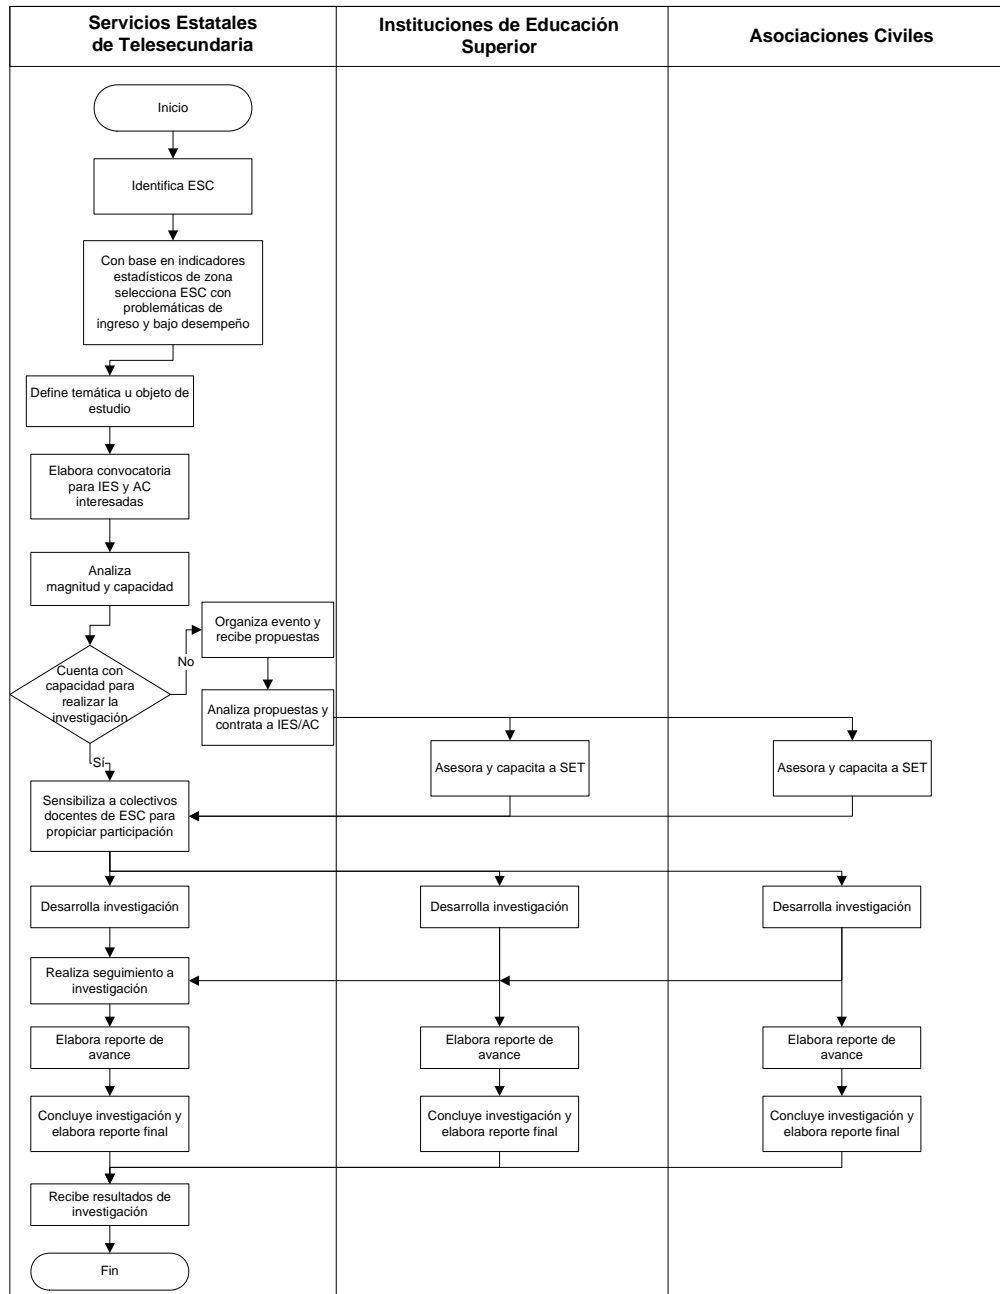 Servicios Estatales
de Telesecundaria
Instituciones de Educación
Superior
Asociaciones Civiles
Inicio
Identifica ESC
Con base en indicadores
estadísticos de zona
selecciona ESC con
problemáticas de
ingreso y bajo desempeño
Define temática u objeto de
estudio
Elabora convocatoria
para IES y AC
interesadas
Analiza
magnitud y capacidad
Organiza evento y
recibe propuestas
No
Cuenta con
capacidad para
realizar la
investigación
Analiza propuestas y
contrata a IES/AC
Sí
Asesora y capacita a SET
Asesora y capacita a SET
Sensibiliza a colectivos
docentes de ESC para
propiciar participación
Desarrolla investigación
Desarrolla investigación
Desarrolla investigación
Realiza seguimiento a
investigación
Elabora reporte de
avance
Elabora reporte de
avance
Elabora reporte de
avance
Concluye investigación y
elabora reporte final
Concluye investigación y
elabora reporte final
Concluye investigación y
elabora reporte final
Recibe resultados de
investigación
Fin